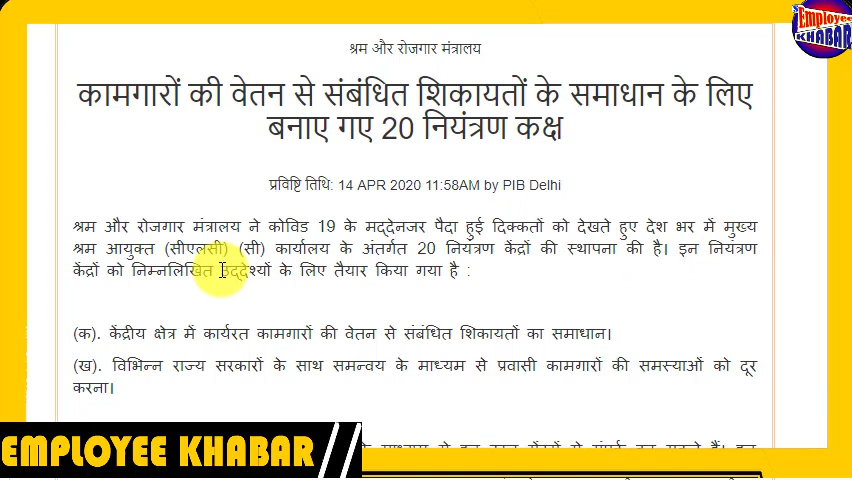 Employee
KHABAR
श्रम और रोजगार मंत्रालय
कामगारों की वेतन से संबंधित शिकायतों के समाधान के लिए
बनाए गए 20 नियंत्रण कक्ष
प्रविष्टि तिथि: 14 APR 2020 11:58AM by PIB Delhi
श्रम और रोजगार मंत्रालय ने कोविड 19 के मद्देनजर पैदा हुई दिक्कतों को देखते हुए देश भर में मुख्य
श्रम आयुक्त (सीएलसी) (सी) कार्यालय के अंतर्गत 20 नियंत्रण केंद्रों की स्थापना की है। इन नियंत्रण
केंद्रों को निम्नलिखित उद्देश्यों के लिए तैयार किया गया है :
(क). केंद्रीय क्षेत्र में कार्यरत कामगारों की वेतन से संबंधित शिकायतों का समाधान।
(ख). विभिन्न राज्य सरकारों के साथ समन्वय के माध्यम से प्रवासी कामगारों की समस्याओं को दूर
करना।
EMPLOYEE KHABAR